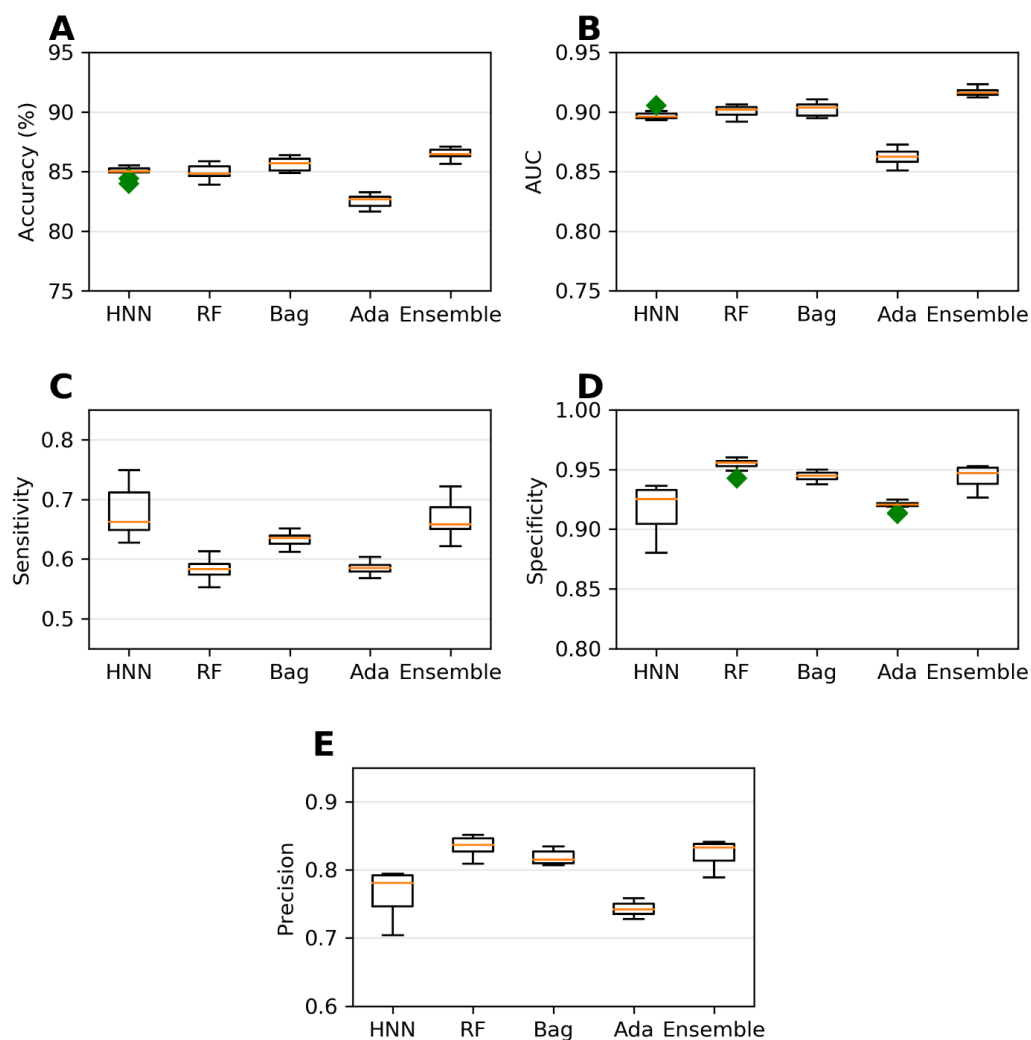 A
Accuracy (%)
95
90
85
80
75
HNN RF Bag Ada Ensemble
B
AUC
0.95
0.90
0.85
0.80
0.75
HNN RF Bag Ada Ensemble
C
Sensitivity
0.8
0.7
0.6
0.5
HNN RF Bag Ada Ensemble
D
Specificity
1.00
0.95
0.90
0.85
0.80
HNN RF Bag Ada Ensemble
E
Precision
0.9
0.8
0.7
0.6
HNN RF Bag Ada Ensemble